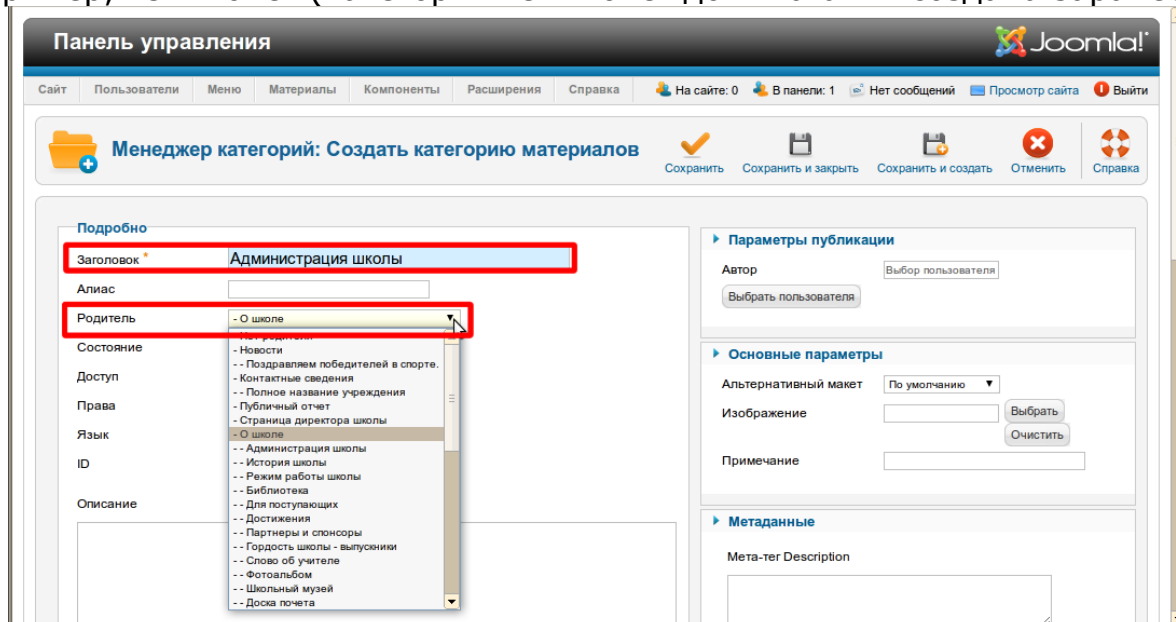 Панель управления
Joomla!
Сайт Пользователи Меню Материалы Компоненты Расширения Справка На сайте: 0 В панели: 1 Нет сообщений Просмотр сайта Выйти
Менеджер категорий: Создать категорию материалов
Сохранить Сохранить и закрыть Сохранить и создать Отменить Справка
Подробно
Заголовок * Администрация школы
Алиас
Родитель - О школе
Состояние
Доступ
Права
Язык
ID
Описание
- Новости
- - Поздравляем победителей в спорте.
- Контактные сведения
- - Полное название учреждения
- Публичный отчет
- Страница директора школы
- О школе
- - Администрация школы
- - История школы
- - Режим работы школы
- - Библиотека
- - Для поступающих
- - Достижения
- - Партнеры и спонсоры
- - Гордость школы - выпускники
- - Слово об учителе
- - Фотоальбом
- - Школьный музей
- - Доска почета
Параметры публикации
Автор Выбор пользователя
Выбрать пользователя
Основные параметры
Альтернативный макет По умолчанию
Изображение Выбрать
Очистить
Примечание
Метаданные
Мета-тег Description